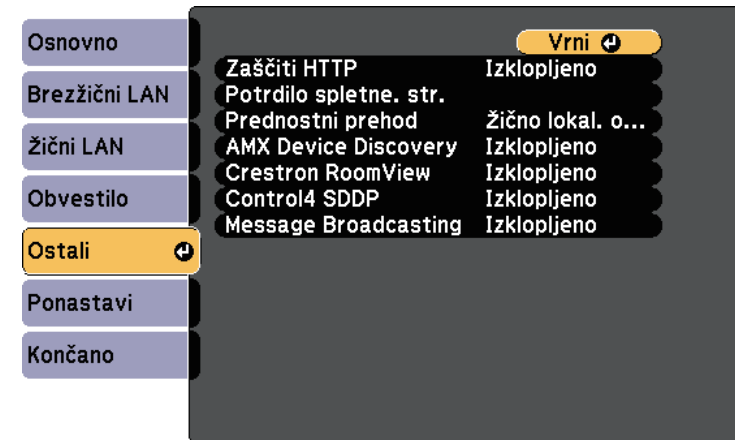 Osnovno
Brezžični LAN
Žični LAN
Obvestilo
Ostali
Ponastavi
Končano
Vrni
Zaščiti HTTP Izklopljeno
Potrdilo spletne. str.
Prednostni prehod Žično lokal. o...
AMX Device Discovery Izklopljeno
Crestron RoomView Izklopljeno
Control4 SDDP Izklopljeno
Message Broadcasting Izklopljeno